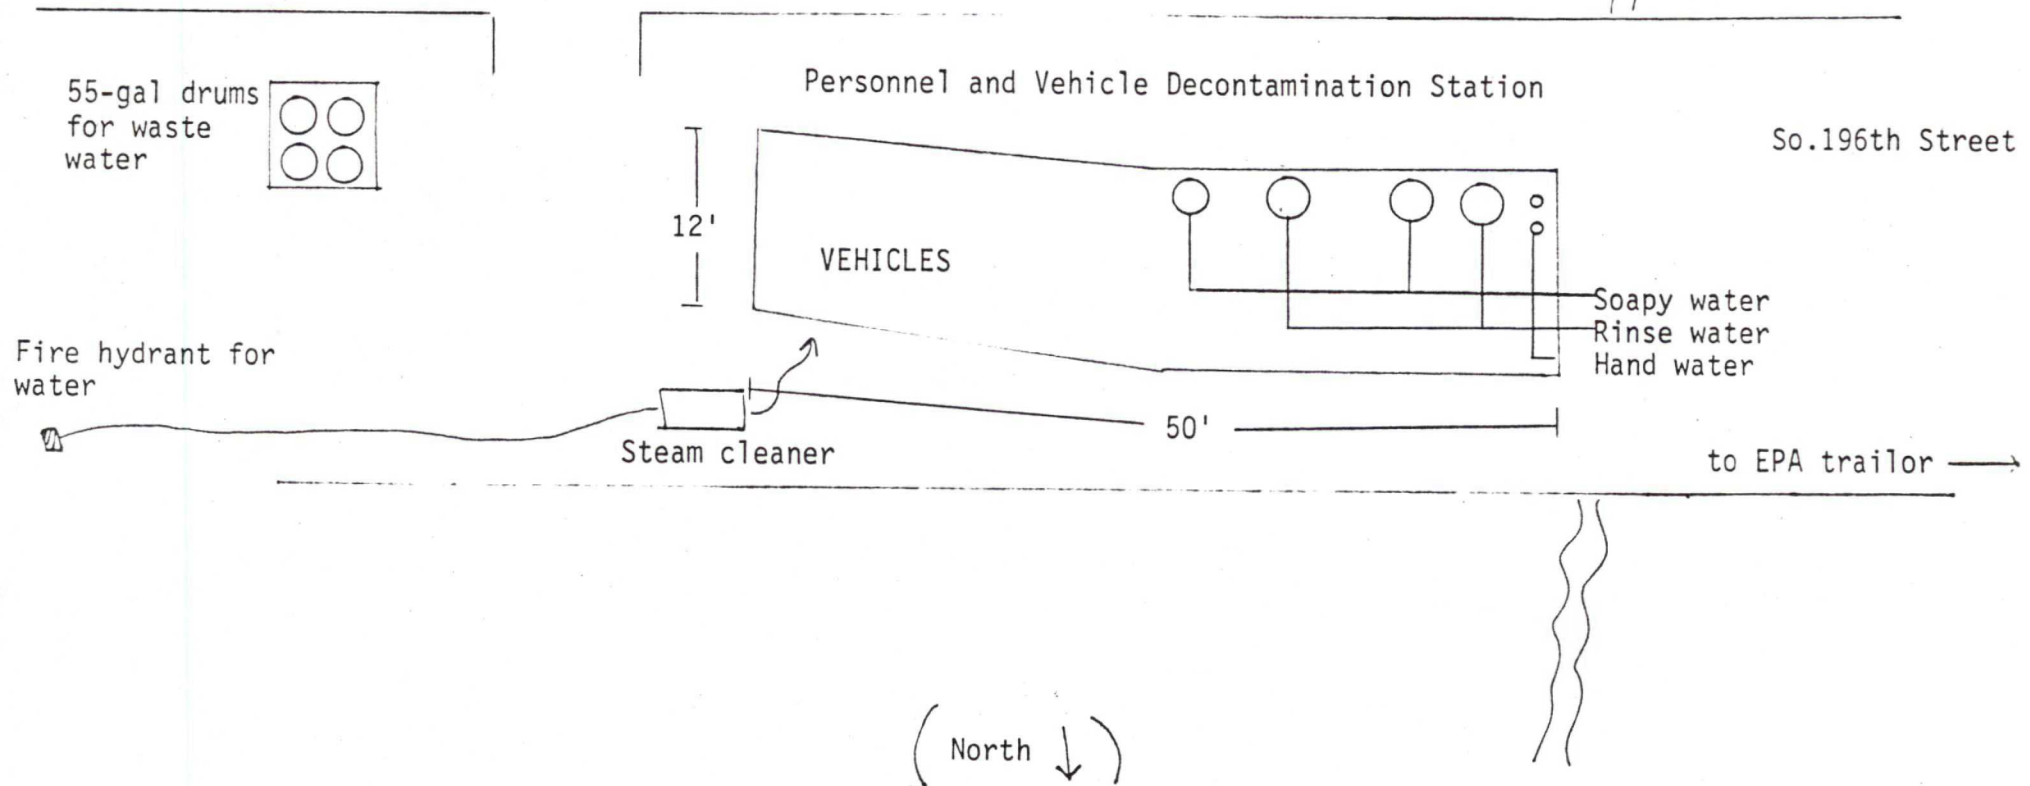 Personnel and Vehicle Decontamination Station
55-gal drums
for waste
water
So.196th Street
12'
VEHICLES
Soapy water
Rinse water
Hand water
Fire hydrant for
water
50'
Steam cleaner
to EPA trailor
North